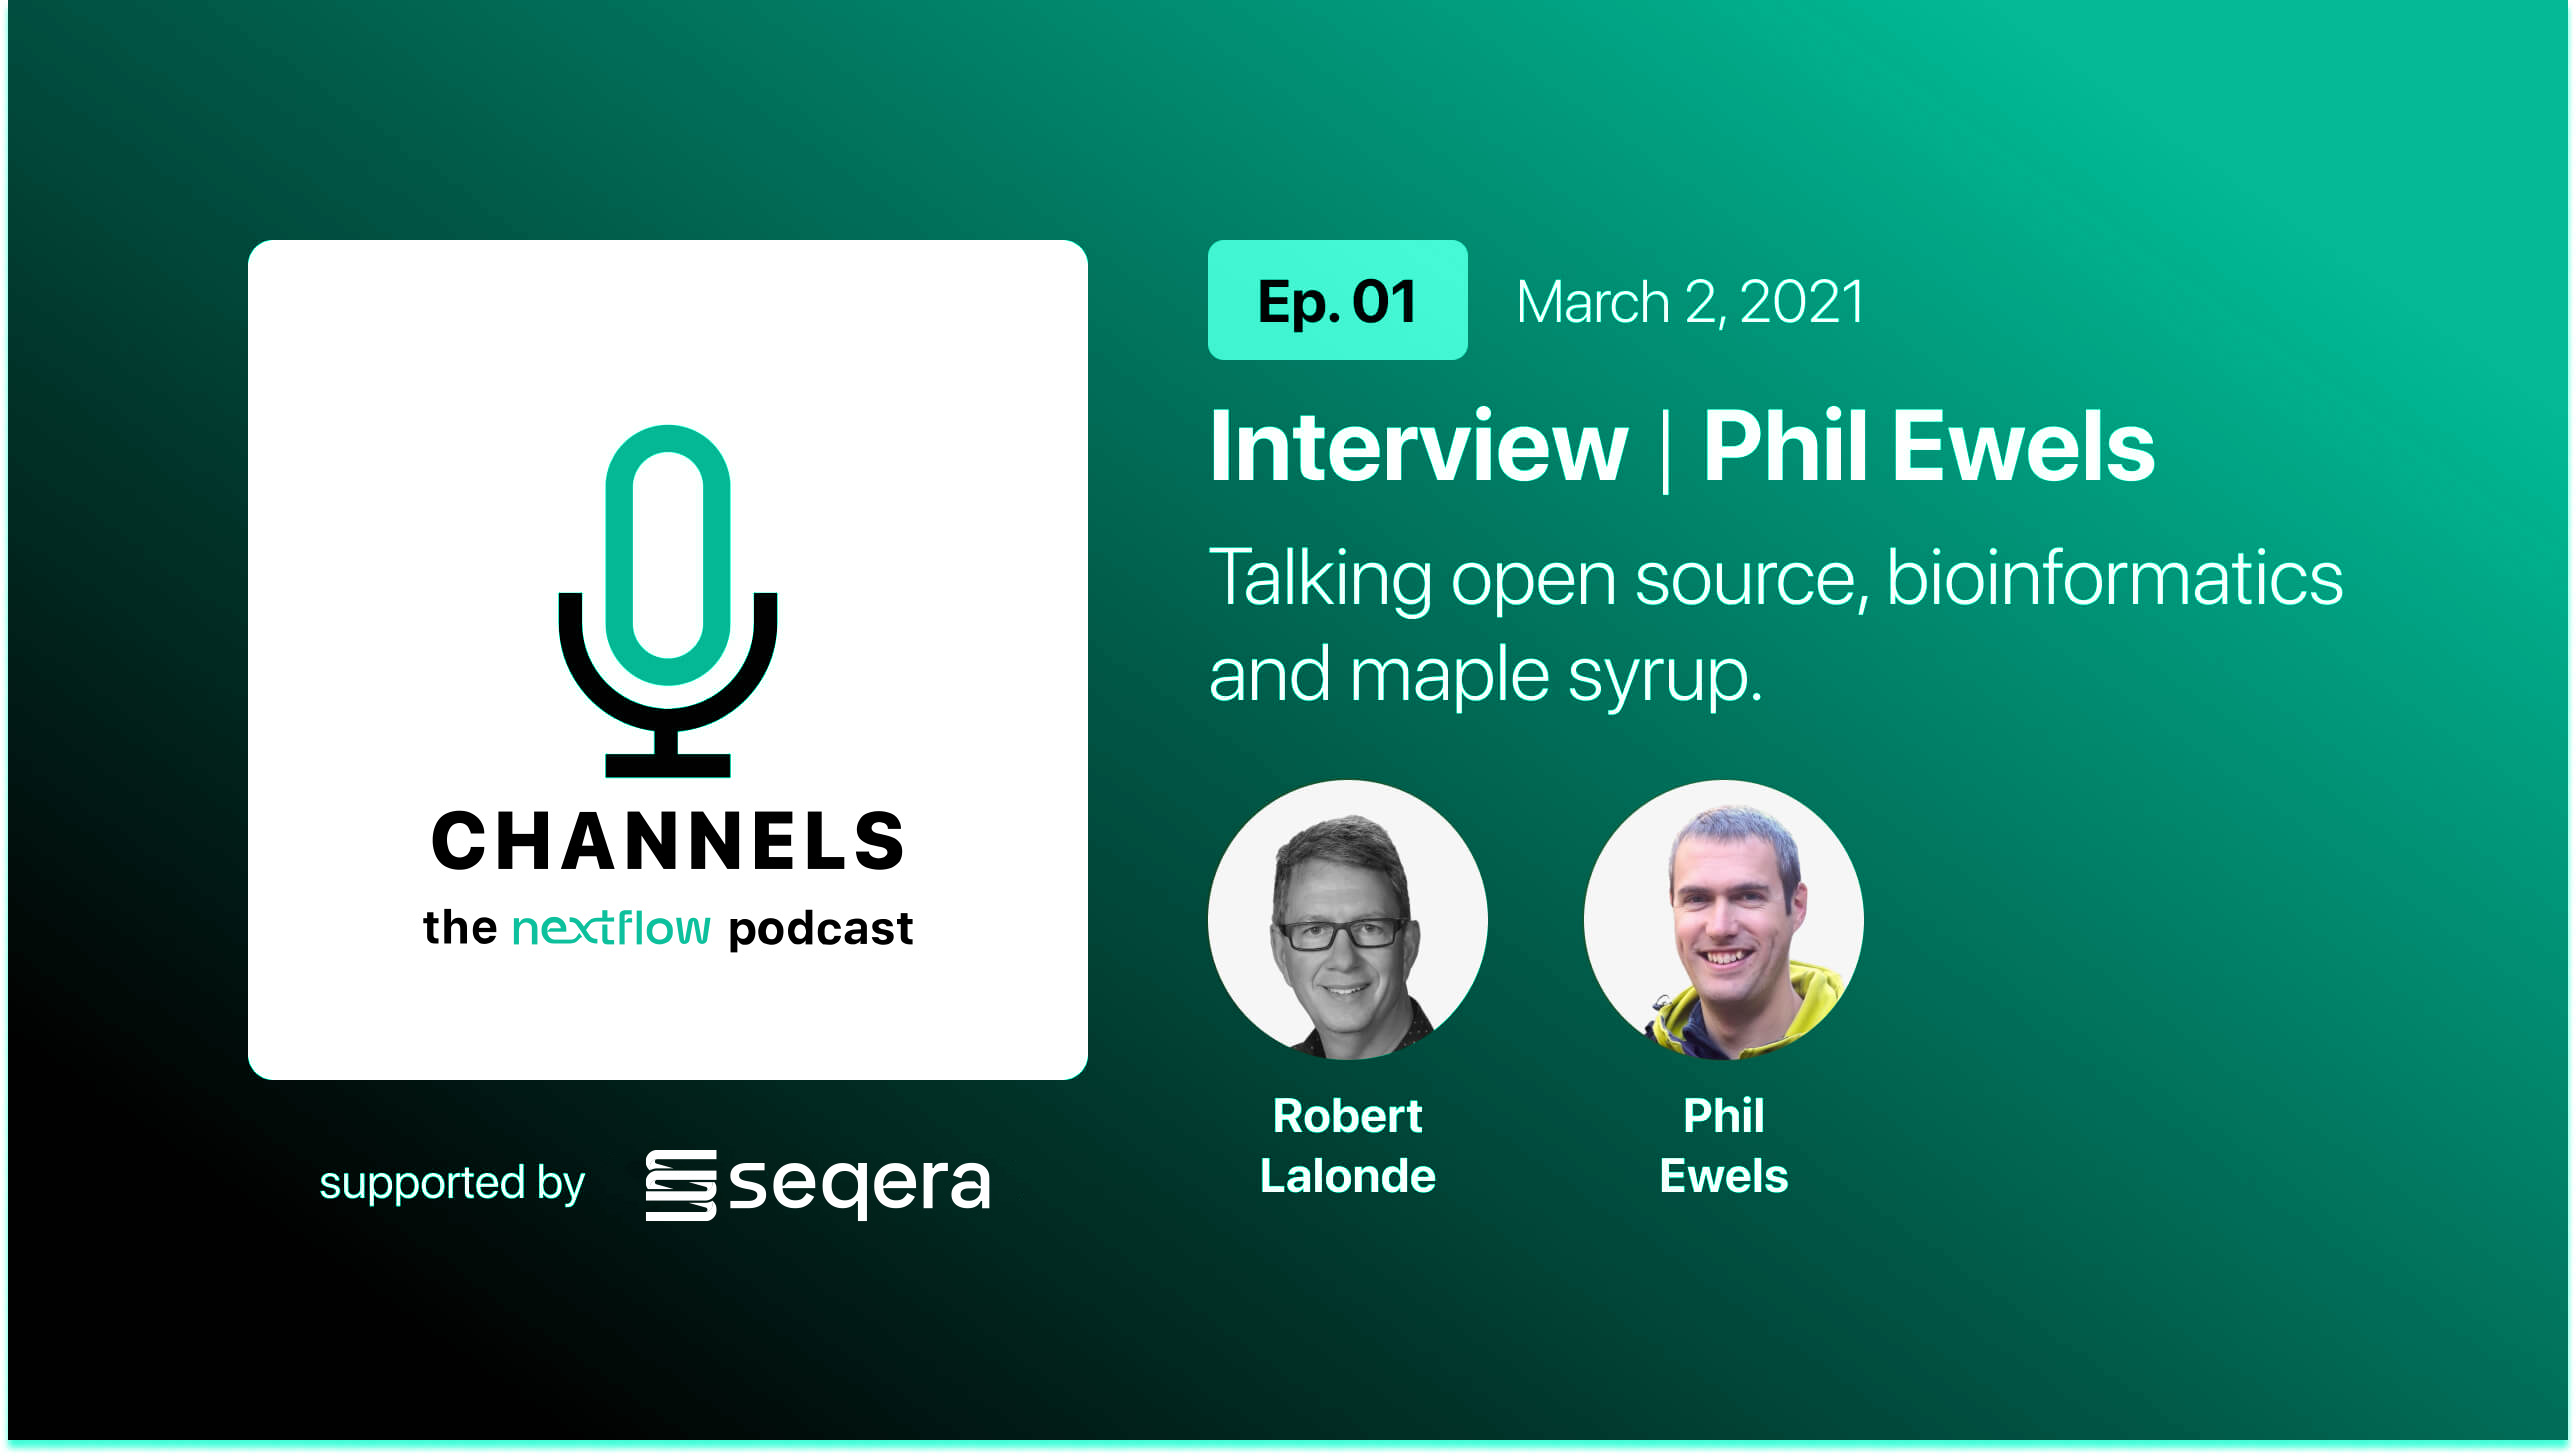 CHANNELS
the nextflow podcast
supported by seqera
Ep. 01 March 2, 2021
Interview | Phil Ewels
Talking open source, bioinformatics
and maple syrup.
Robert
Lalonde
Phil
Ewels